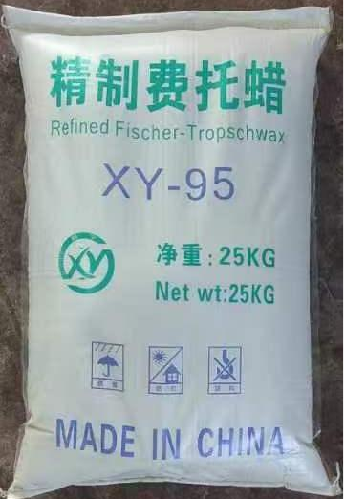 精制费托蜡
Refined Fischer-Tropschwax
XY-95
XY
净重:25KG
Net wt:25KG
MADE IN CHINA